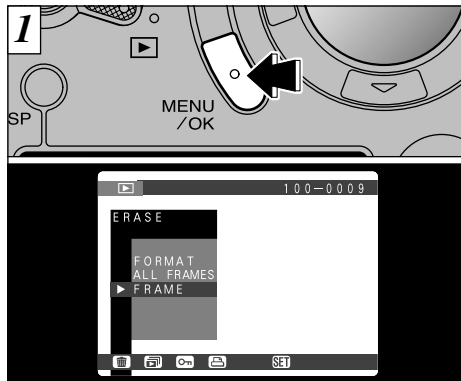 1
SP
MENU
/OK
100-0009
ERASE
FORMAT
ALL FRAMES
FRAME
SET